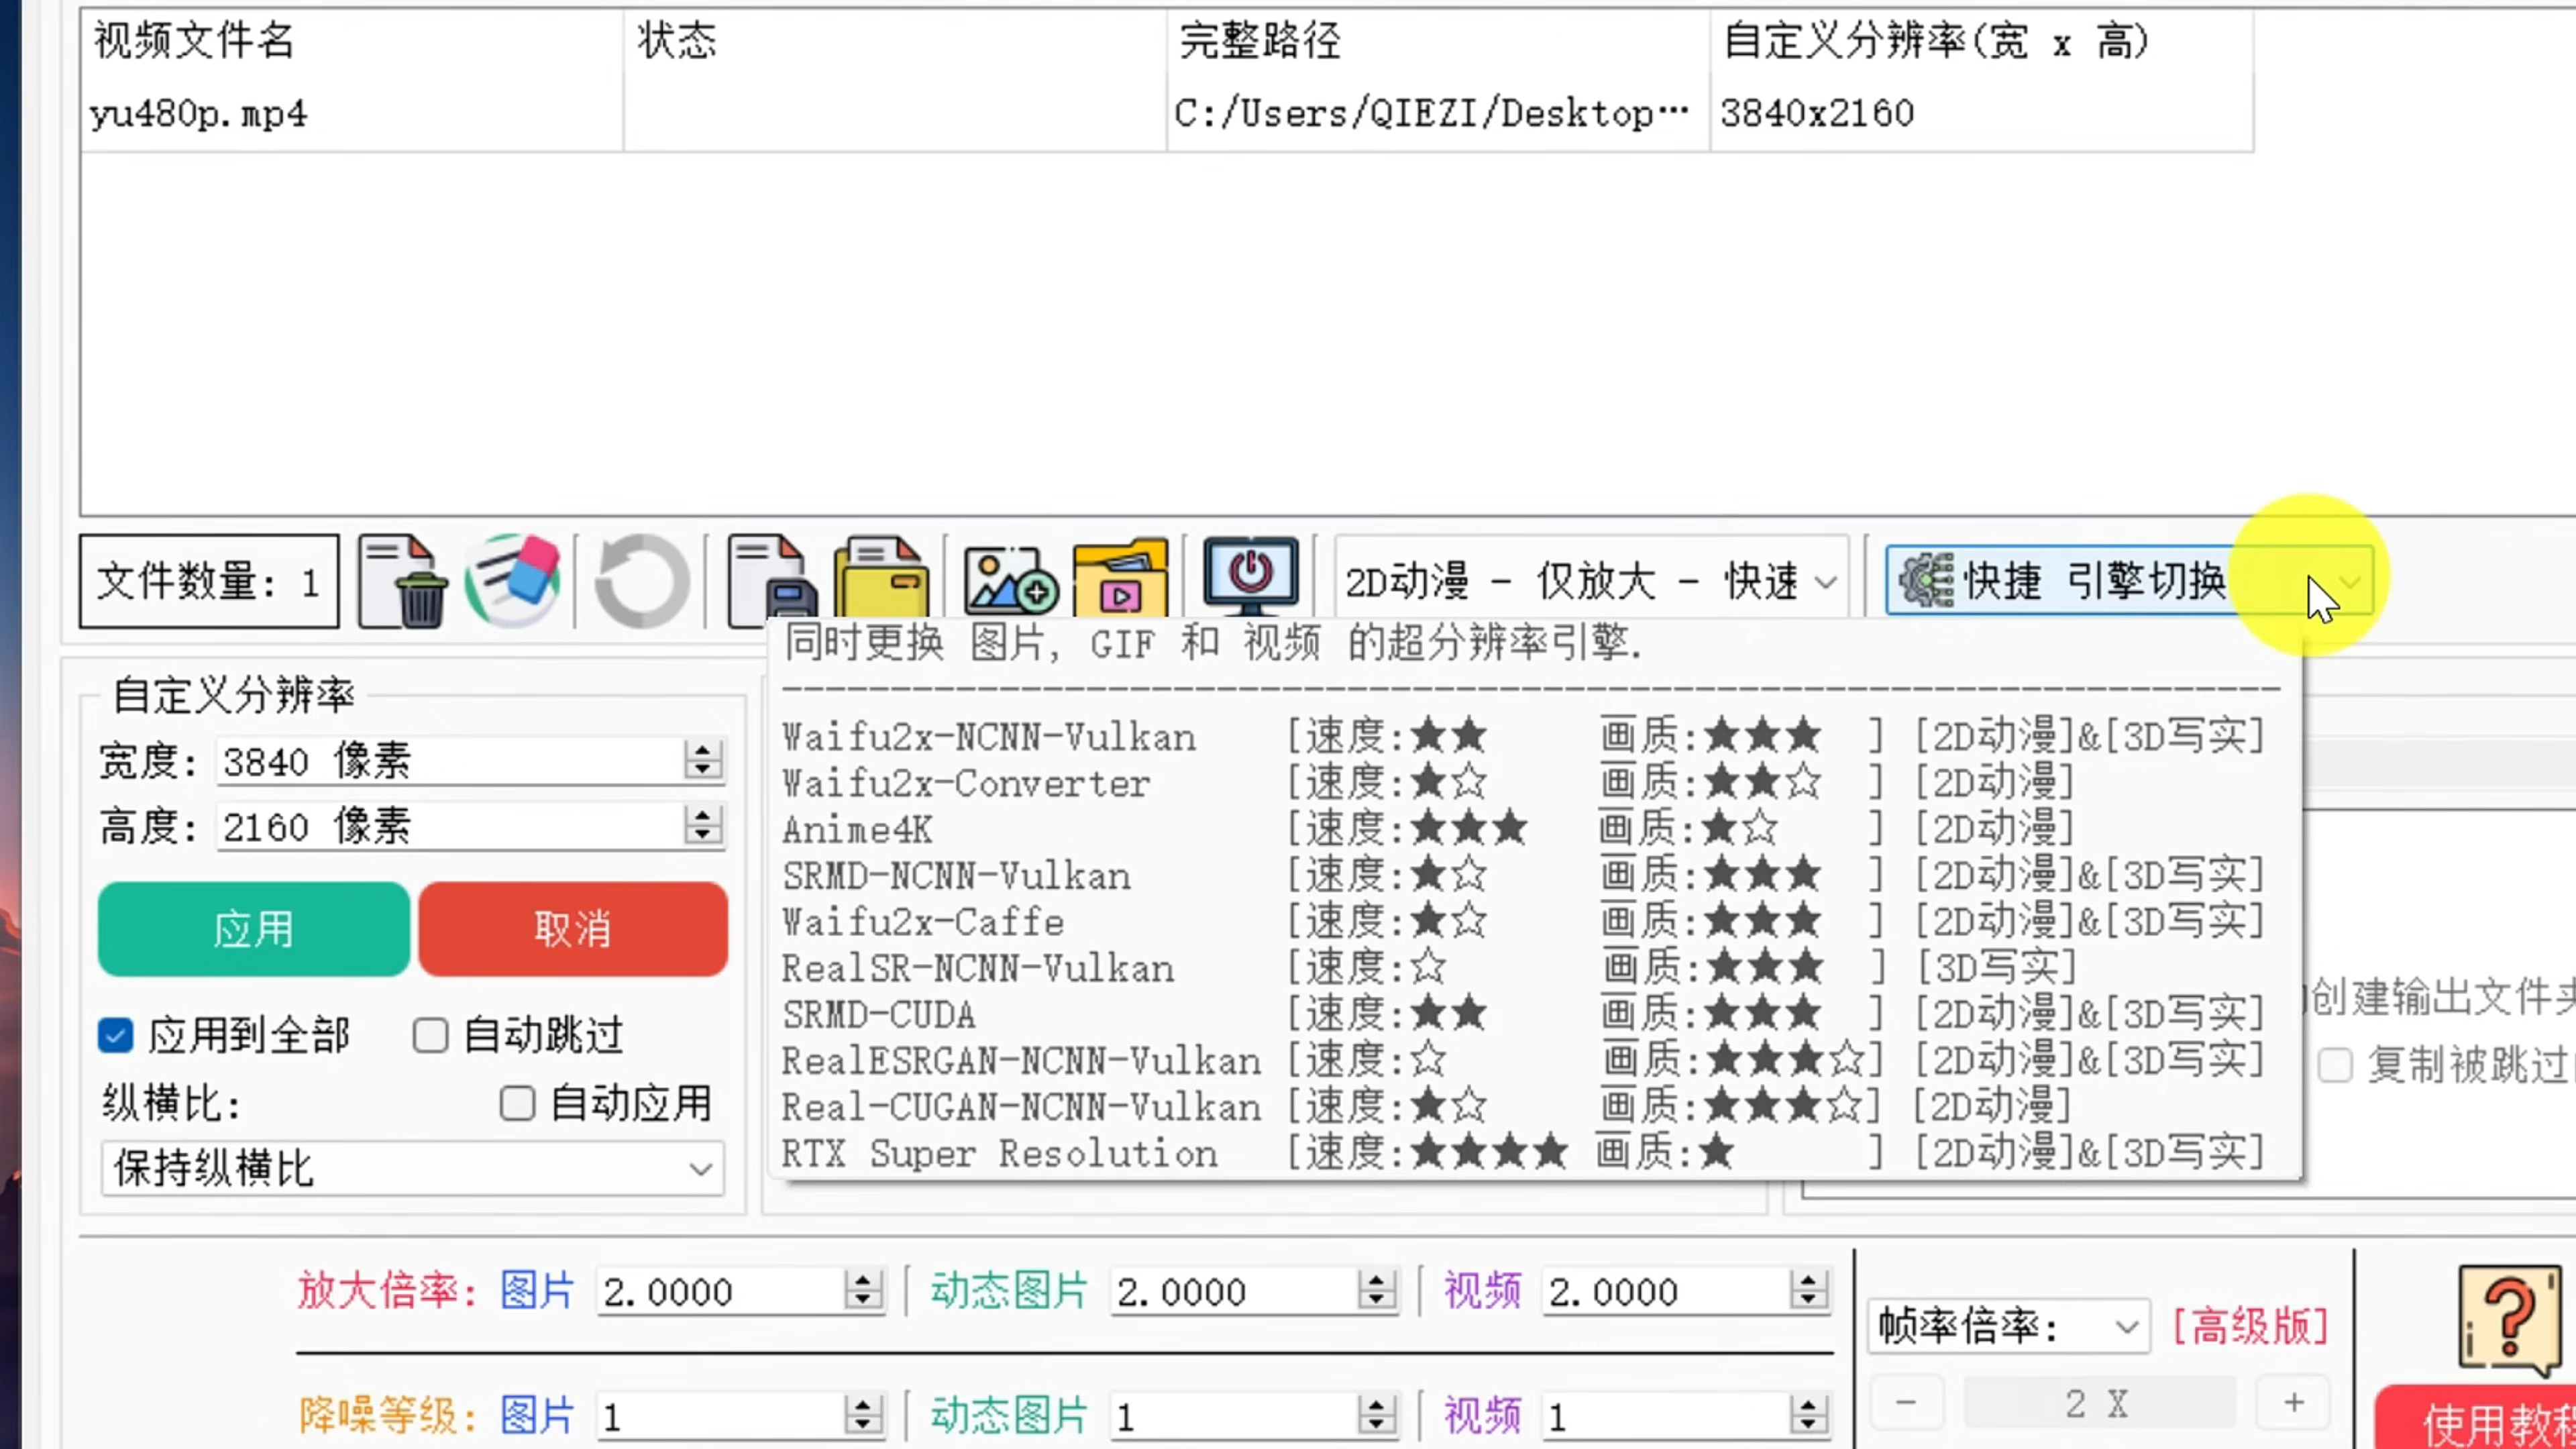 视频文件名 状态 完整路径 自定义分辨率(宽 x 高)
yu480p.mp4 C:/Users/QIEZI/Desktop… 3840x2160
文件数量: 1 2D动漫 - 仅放大 - 快速 快捷 引擎切换
同时更换 图片, GIF 和 视频 的超分辨率引擎.
--------------------------------------------------
Waifu2x-NCNN-Vulkan [速度:★★ 画质:★★★ ] [2D动漫]&[3D写实]
Waifu2x-Converter [速度:★☆ 画质:★★☆ ] [2D动漫]
Anime4K [速度:★★★ 画质:★☆ ] [2D动漫]
SRMD-NCNN-Vulkan [速度:★☆ 画质:★★★ ] [2D动漫]&[3D写实]
Waifu2x-Caffe [速度:★☆ 画质:★★★ ] [2D动漫]&[3D写实]
RealSR-NCNN-Vulkan [速度:☆ 画质:★★★ ] [3D写实]
SRMD-CUDA [速度:★★ 画质:★★★ ] [2D动漫]&[3D写实]
RealESRGAN-NCNN-Vulkan [速度:☆ 画质:★★★☆] [2D动漫]&[3D写实]
Real-CUGAN-NCNN-Vulkan [速度:★☆ 画质:★★★☆] [2D动漫]
RTX Super Resolution [速度:★★★★ 画质:★ ] [2D动漫]&[3D写实]
自定义分辨率
宽度: 3840 像素
高度: 2160 像素
应用 取消
应用到全部 自动跳过
纵横比: 自动应用
保持纵横比
创建输出文件夹
复制被跳过
放大倍率: 图片 2.0000 动态图片 2.0000 视频 2.0000
帧率倍率: [高级版]
降噪等级: 图片 1 动态图片 1 视频 1
- 2 X +
使用教程